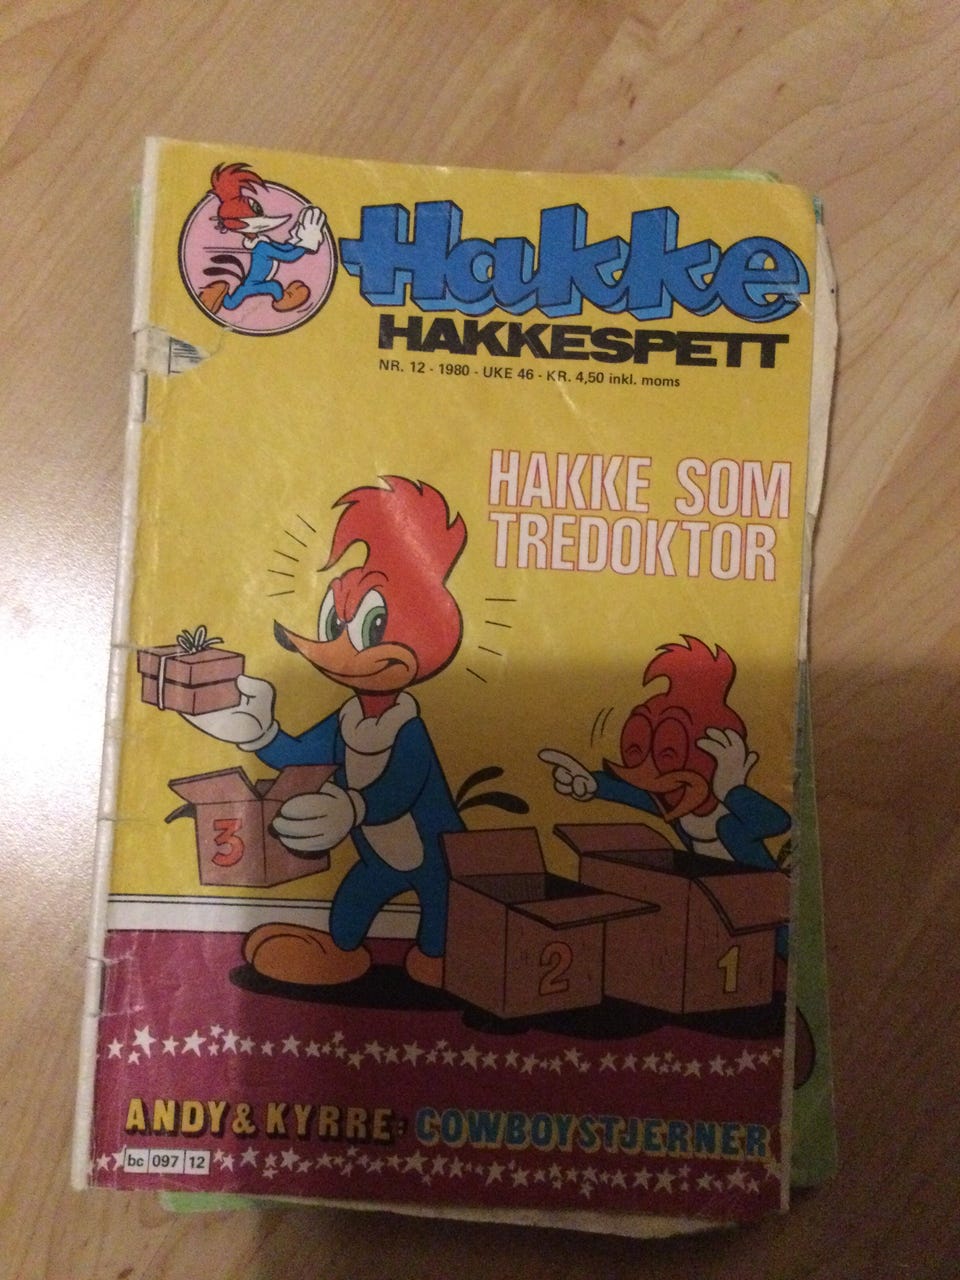 Hakke
HAKKESPETT
NR. 12 - 1980 - UKE 46 - KR. 4,50 inkl. moms
HAKKE SOM
TREDOKTOR
3
2
1
ANDY & KYRRE: COWBOYSTJERNER
bc 097 12